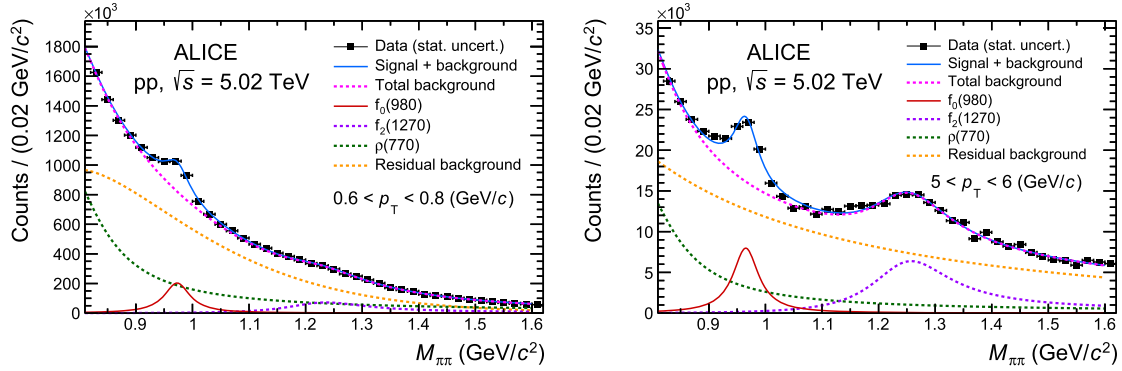 ×10³
1800
1600
1400
1200
1000
800
600
400
200
0
Counts / (0.02 GeV/c²)
ALICE
pp, √s = 5.02 TeV
Data (stat. uncert.)
Signal + background
Total background
f₀(980)
f₂(1270)
ρ(770)
Residual background
0.6 < p_T < 0.8 (GeV/c)
0.9 1 1.1 1.2 1.3 1.4 1.5 1.6
M_ππ (GeV/c²)
×10³
35
30
25
20
15
10
5
0
Counts / (0.02 GeV/c²)
ALICE
pp, √s = 5.02 TeV
Data (stat. uncert.)
Signal + background
Total background
f₀(980)
f₂(1270)
ρ(770)
Residual background
5 < p_T < 6 (GeV/c)
0.9 1 1.1 1.2 1.3 1.4 1.5 1.6
M_ππ (GeV/c²)